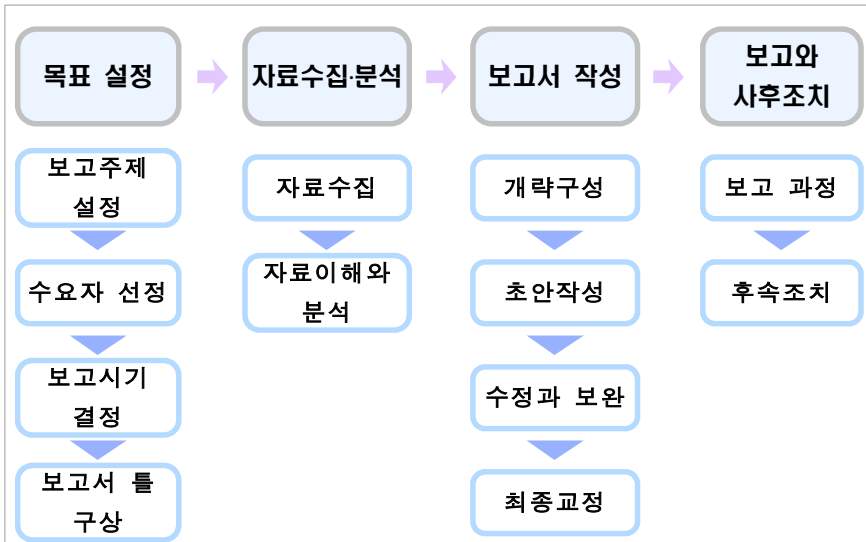 목표 설정
자료수집·분석
보고서 작성
보고와
사후조치
보고주제
설정
수요자 선정
보고시기
결정
보고서 틀
구상
자료수집
자료이해와
분석
개략구성
초안작성
수정과 보완
최종교정
보고 과정
후속조치